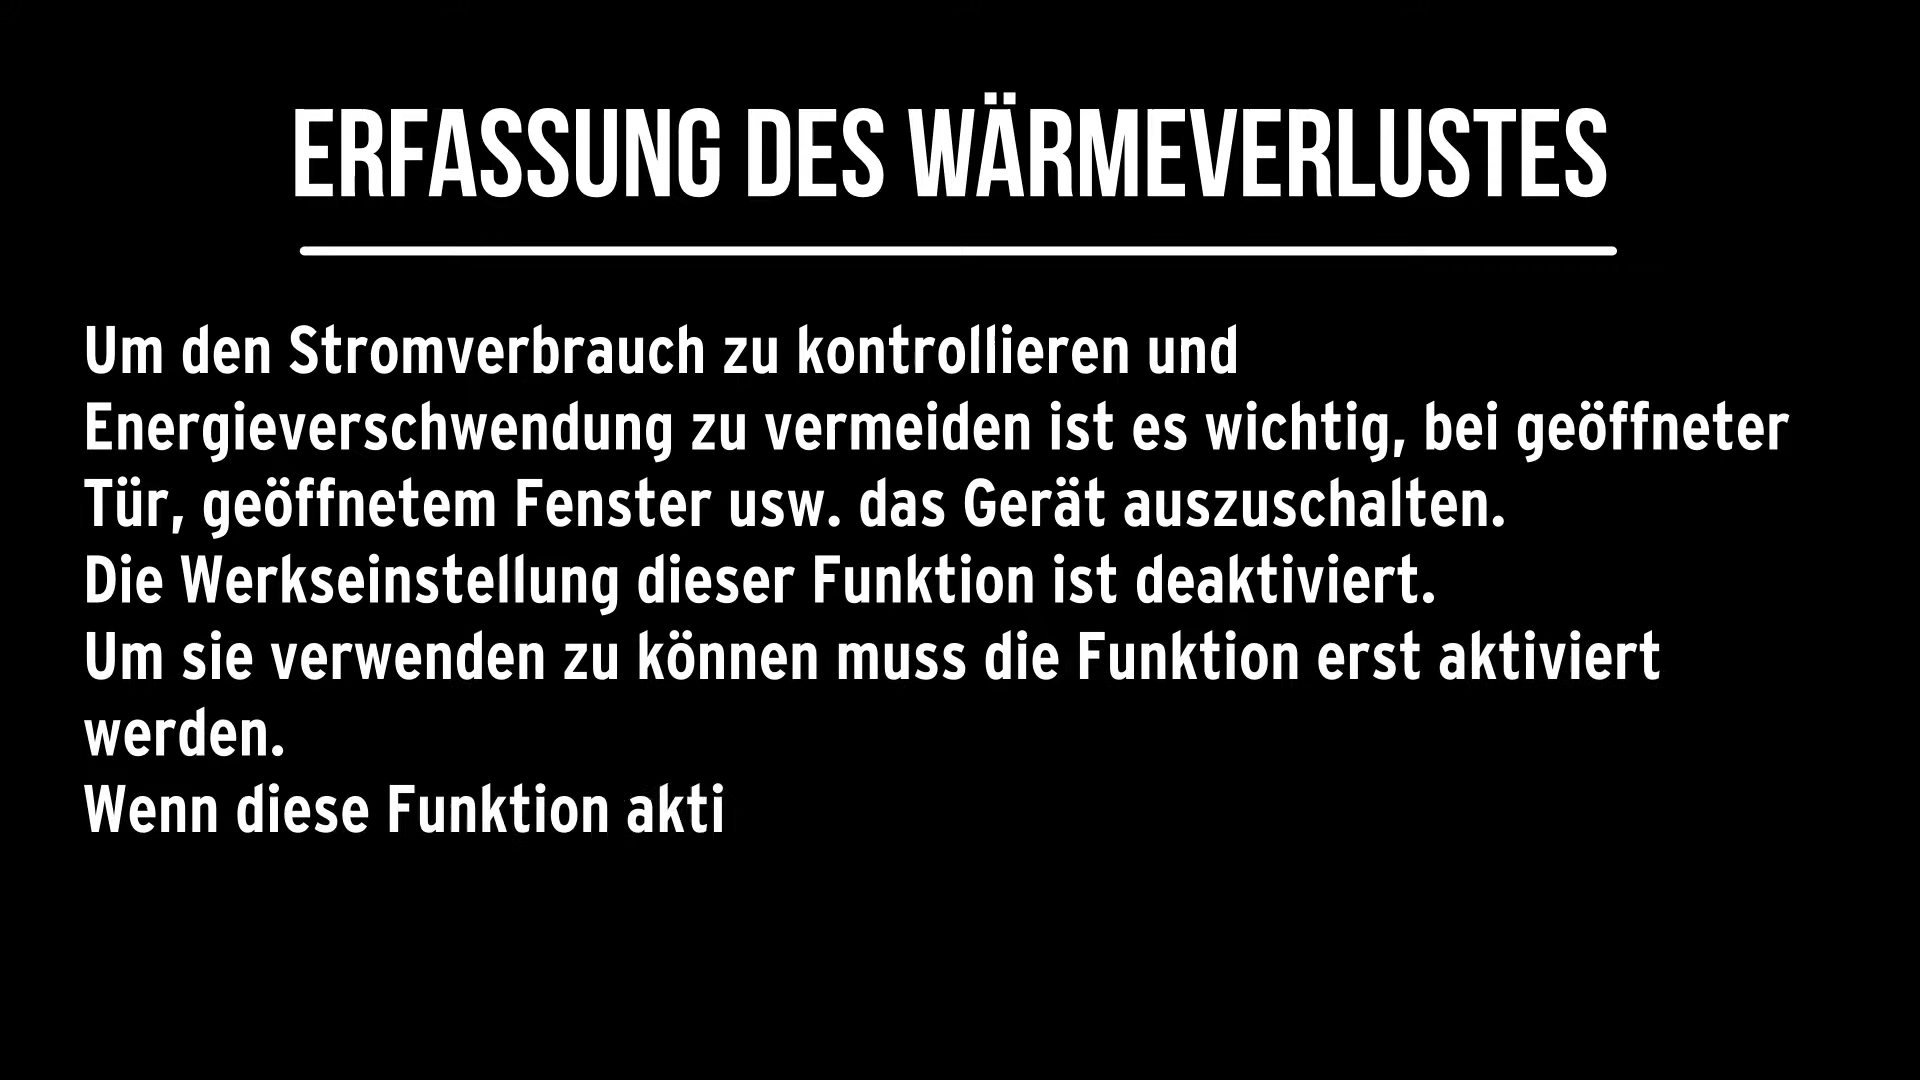 ERFASSUNG DES WÄRMEVERLUSTES
Um den Stromverbrauch zu kontrollieren und
Energieverschwendung zu vermeiden ist es wichtig, bei geöffneter
Tür, geöffnetem Fenster usw. das Gerät auszuschalten.
Die Werkseinstellung dieser Funktion ist deaktiviert.
Um sie verwenden zu können muss die Funktion erst aktiviert
werden.
Wenn diese Funktion akti